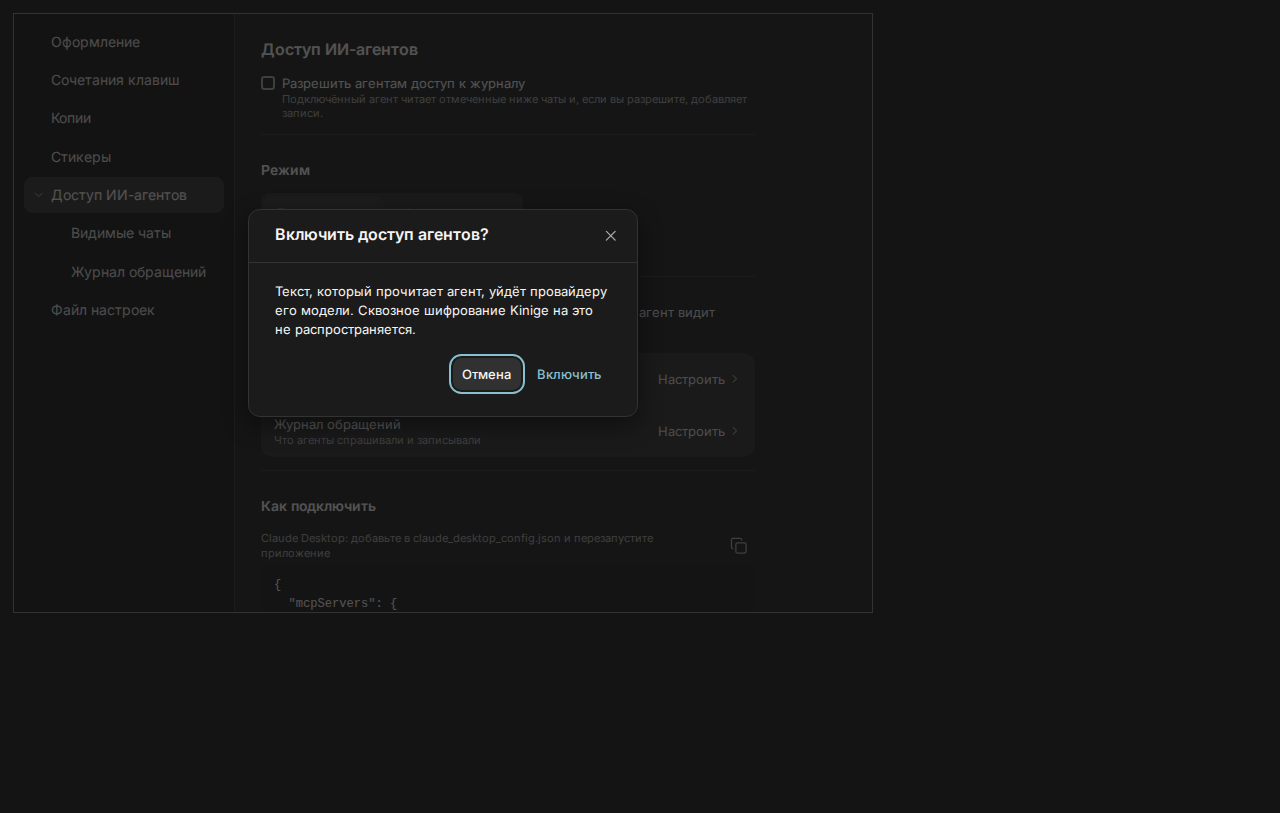 Оформление
Сочетания клавиш
Копии
Стикеры
Доступ ИИ-агентов
Видимые чаты
Журнал обращений
Файл настроек
Доступ ИИ-агентов
Разрешить агентам доступ к журналу
Подключённый агент читает отмеченные ниже чаты и, если вы разрешите, добавляет
записи.
Режим
Включить доступ агентов?
Текст, который прочитает агент, уйдёт провайдеру
его модели. Сквозное шифрование Kinige на это
не распространяется.
Отмена Включить
агент видит
Настроить
Журнал обращений
Что агенты спрашивали и записывали
Настроить
Как подключить
Claude Desktop: добавьте в claude_desktop_config.json и перезапустите
приложение
{
"mcpServers": {